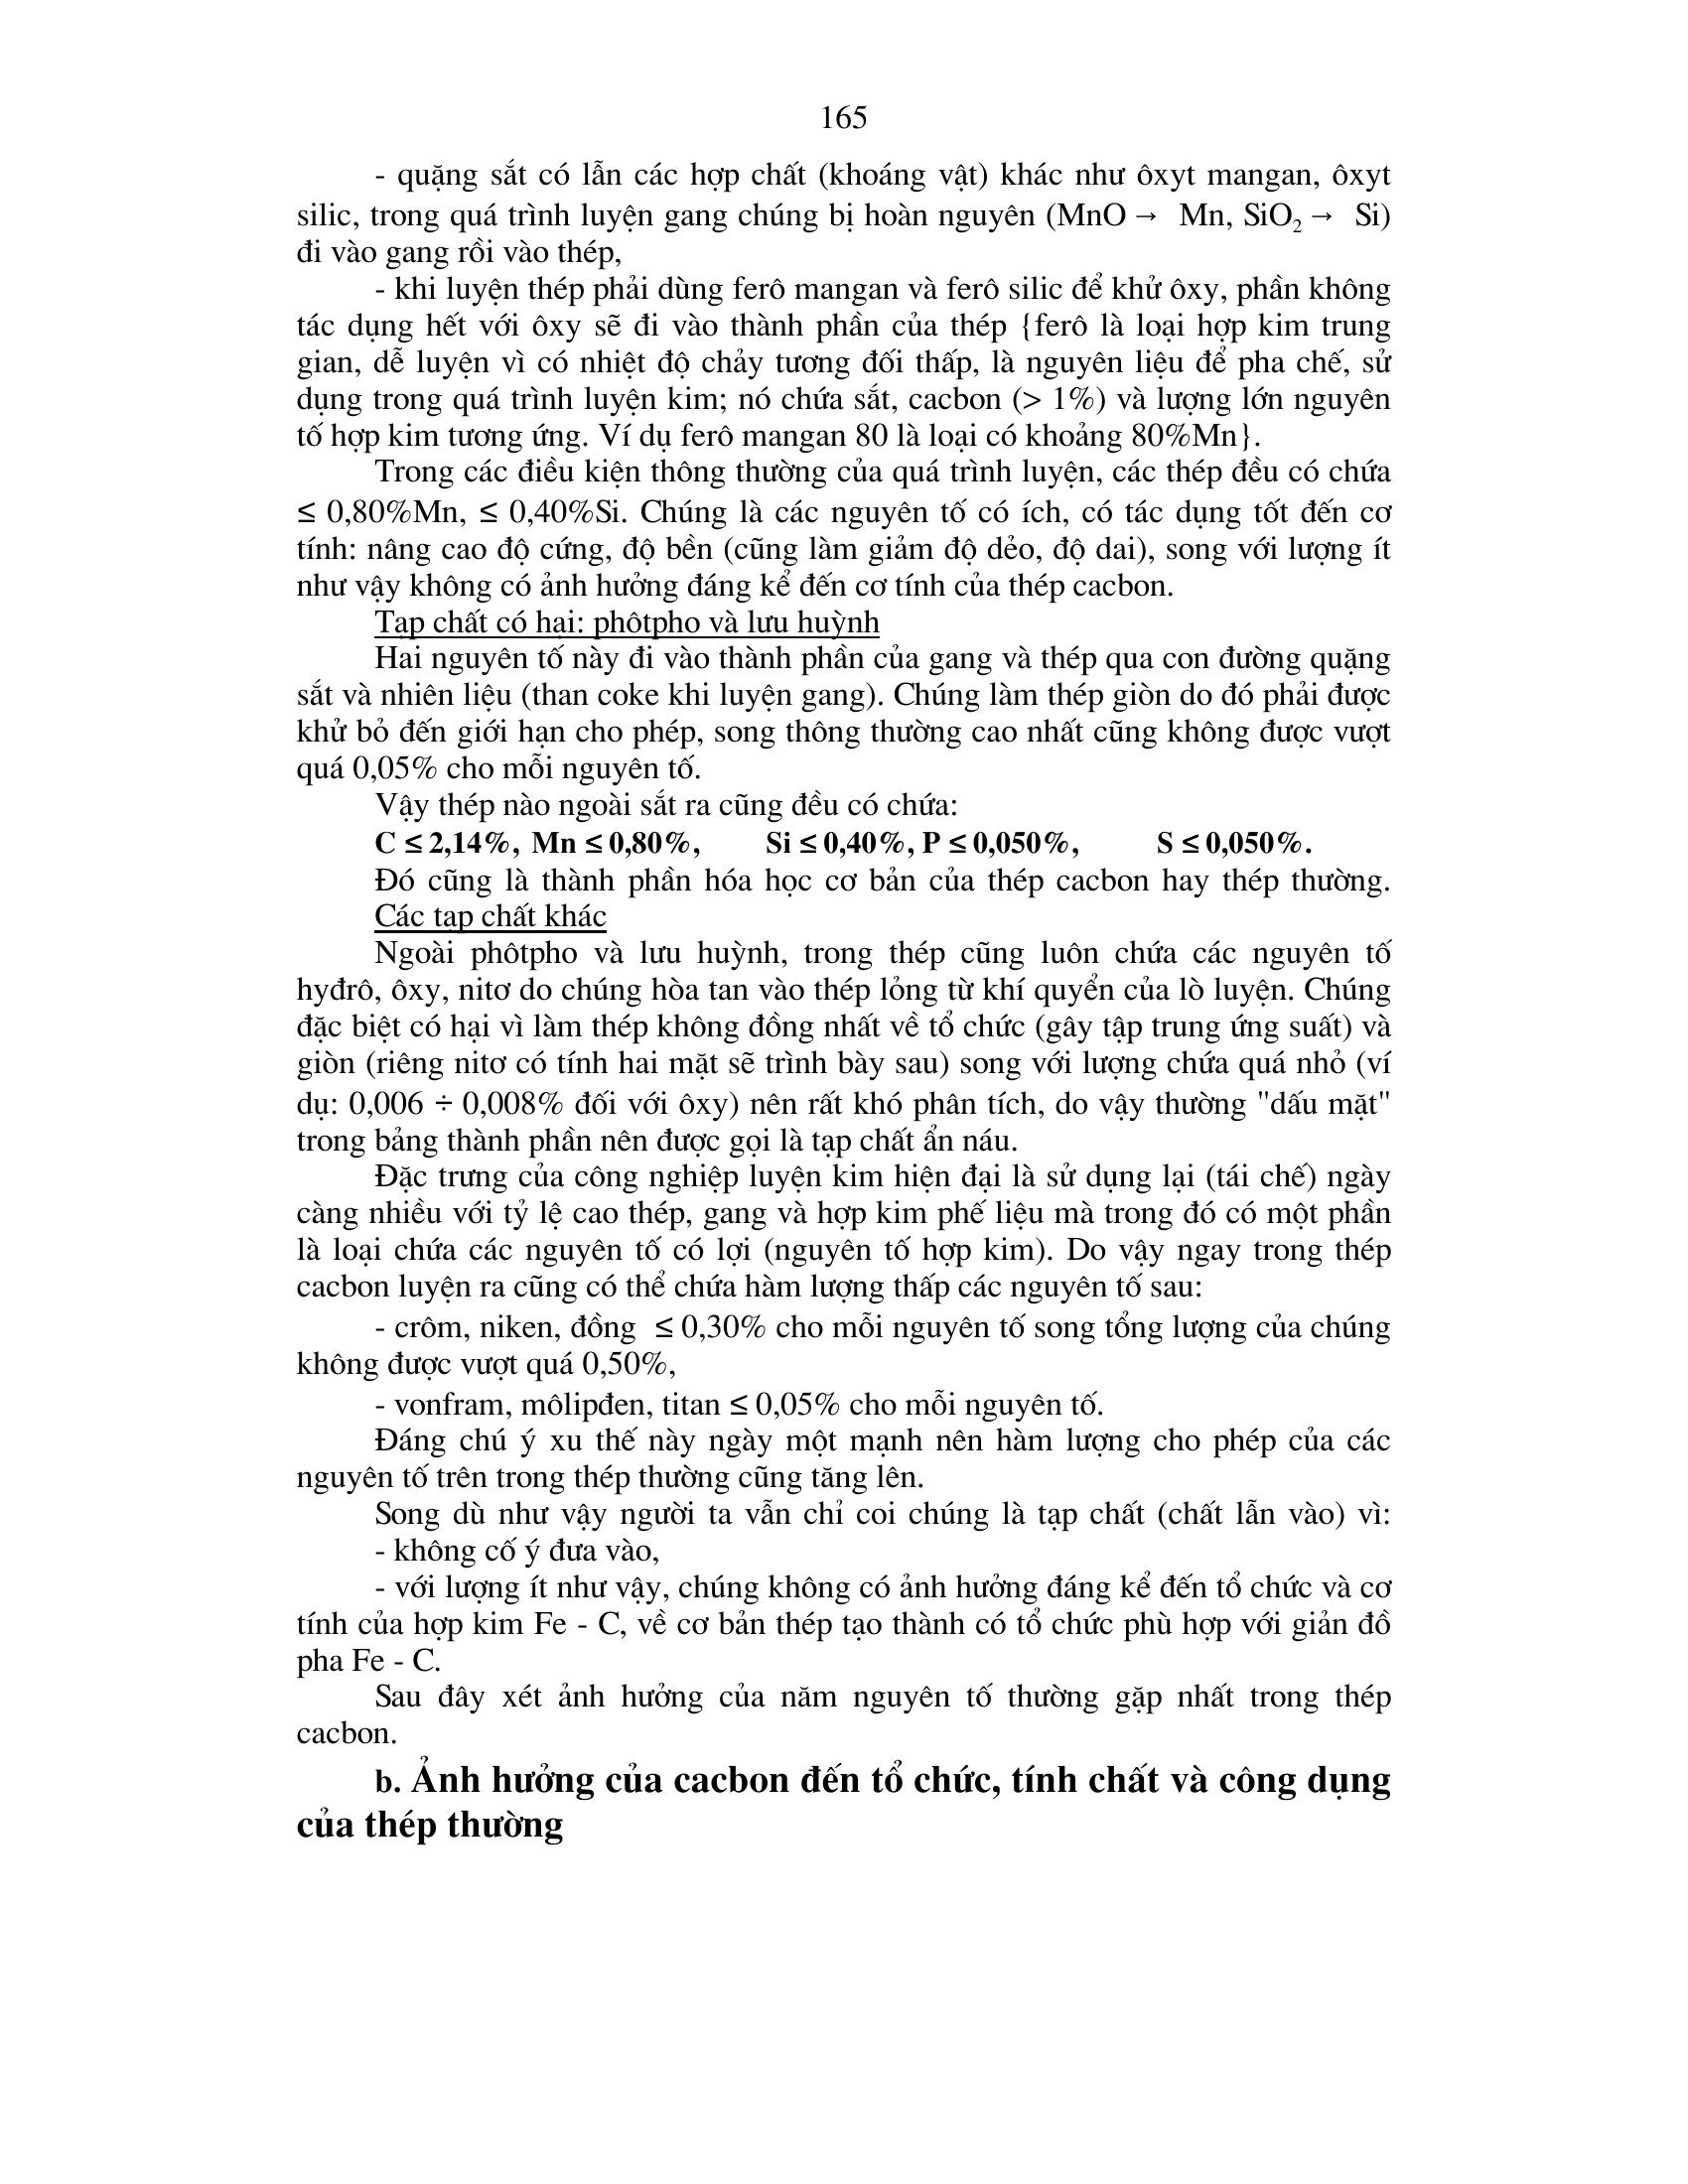 165
- quặng sắt có lẫn các hợp chất (khoáng vật) khác như ôxyt mangan, ôxyt
silic, trong quá trình luyện gang chúng bị hoàn nguyên (MnO → Mn, SiO₂ → Si)
đi vào gang rồi vào thép,
- khi luyện thép phải dùng ferô mangan và ferô silic để khử ôxy, phần không
tác dụng hết với ôxy sẽ đi vào thành phần của thép {ferô là loại hợp kim trung
gian, dễ luyện vì có nhiệt độ chảy tương đối thấp, là nguyên liệu để pha chế, sử
dụng trong quá trình luyện kim; nó chứa sắt, cacbon (> 1%) và lượng lớn nguyên
tố hợp kim tương ứng. Ví dụ ferô mangan 80 là loại có khoảng 80%Mn}.
Trong các điều kiện thông thường của quá trình luyện, các thép đều có chứa
≤ 0,80%Mn, ≤ 0,40%Si. Chúng là các nguyên tố có ích, có tác dụng tốt đến cơ
tính: nâng cao độ cứng, độ bền (cũng làm giảm độ dẻo, độ dai), song với lượng ít
như vậy không có ảnh hưởng đáng kể đến cơ tính của thép cacbon.
Tạp chất có hại: phôtpho và lưu huỳnh
Hai nguyên tố này đi vào thành phần của gang và thép qua con đường quặng
sắt và nhiên liệu (than coke khi luyện gang). Chúng làm thép giòn do đó phải được
khử bỏ đến giới hạn cho phép, song thông thường cao nhất cũng không được vượt
quá 0,05% cho mỗi nguyên tố.
Vậy thép nào ngoài sắt ra cũng đều có chứa:
C ≤ 2,14%, Mn ≤ 0,80%, Si ≤ 0,40%, P ≤ 0,050%, S ≤ 0,050%.
Đó cũng là thành phần hóa học cơ bản của thép cacbon hay thép thường.
Các tạp chất khác
Ngoài phôtpho và lưu huỳnh, trong thép cũng luôn chứa các nguyên tố
hyđrô, ôxy, nitơ do chúng hòa tan vào thép lỏng từ khí quyển của lò luyện. Chúng
đặc biệt có hại vì làm thép không đồng nhất về tổ chức (gây tập trung ứng suất) và
giòn (riêng nitơ có tính hai mặt sẽ trình bày sau) song với lượng chứa quá nhỏ (ví
dụ: 0,006 ÷ 0,008% đối với ôxy) nên rất khó phân tích, do vậy thường "dấu mặt"
trong bảng thành phần nên được gọi là tạp chất ẩn náu.
Đặc trưng của công nghiệp luyện kim hiện đại là sử dụng lại (tái chế) ngày
càng nhiều với tỷ lệ cao thép, gang và hợp kim phế liệu mà trong đó có một phần
là loại chứa các nguyên tố có lợi (nguyên tố hợp kim). Do vậy ngay trong thép
cacbon luyện ra cũng có thể chứa hàm lượng thấp các nguyên tố sau:
- crôm, niken, đồng ≤ 0,30% cho mỗi nguyên tố song tổng lượng của chúng
không được vượt quá 0,50%,
- vonfram, môlipđen, titan ≤ 0,05% cho mỗi nguyên tố.
Đáng chú ý xu thế này ngày một mạnh nên hàm lượng cho phép của các
nguyên tố trên trong thép thường cũng tăng lên.
Song dù như vậy người ta vẫn chỉ coi chúng là tạp chất (chất lẫn vào) vì:
- không cố ý đưa vào,
- với lượng ít như vậy, chúng không có ảnh hưởng đáng kể đến tổ chức và cơ
tính của hợp kim Fe - C, về cơ bản thép tạo thành có tổ chức phù hợp với giản đồ
pha Fe - C.
Sau đây xét ảnh hưởng của năm nguyên tố thường gặp nhất trong thép
cacbon.
b. Ảnh hưởng của cacbon đến tổ chức, tính chất và công dụng
của thép thường